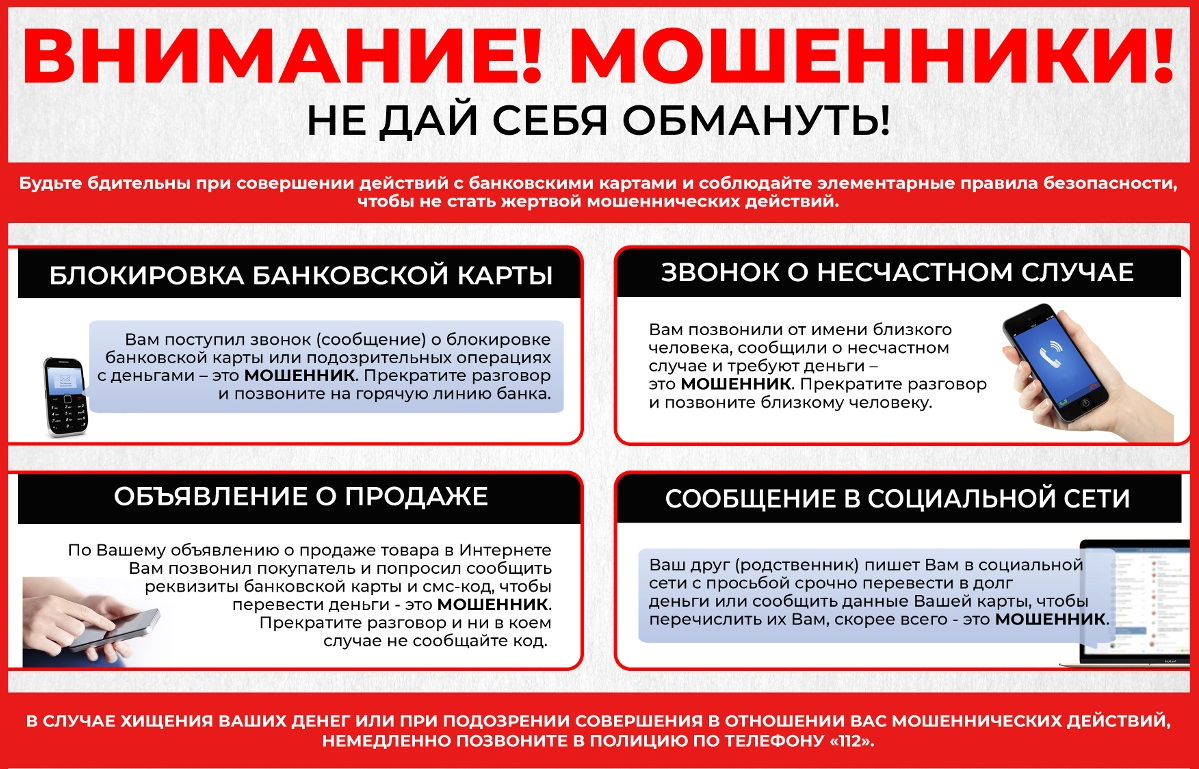 ВНИМАНИЕ! МОШЕННИКИ!
НЕ ДАЙ СЕБЯ ОБМАНУТЬ!
Будьте бдительны при совершении действий с банковскими картами и соблюдайте элементарные правила безопасности,
чтобы не стать жертвой мошеннических действий.
БЛОКИРОВКА БАНКОВСКОЙ КАРТЫ
Вам поступил звонок (сообщение) о блокировке
банковской карты или подозрительных операциях
с деньгами – это МОШЕННИК. Прекратите разговор
и позвоните на горячую линию банка.
ЗВОНОК О НЕСЧАСТНОМ СЛУЧАЕ
Вам позвонили от имени близкого
человека, сообщили о несчастном
случае и требуют деньги –
это МОШЕННИК. Прекратите разговор
и позвоните близкому человеку.
ОБЪЯВЛЕНИЕ О ПРОДАЖЕ
По Вашему объявлению о продаже товара в Интернете
Вам позвонил покупатель и попросил сообщить
реквизиты банковской карты и смс-код, чтобы
перевести деньги - это МОШЕННИК.
Прекратите разговор и ни в коем
случае не сообщайте код.
СООБЩЕНИЕ В СОЦИАЛЬНОЙ СЕТИ
Ваш друг (родственник) пишет Вам в социальной
сети с просьбой срочно перевести в долг
деньги или сообщить данные Вашей карты, чтобы
перечислить их Вам, скорее всего - это МОШЕННИК.
В СЛУЧАЕ ХИЩЕНИЯ ВАШИХ ДЕНЕГ ИЛИ ПРИ ПОДОЗРЕНИИ СОВЕРШЕНИЯ В ОТНОШЕНИИ ВАС МОШЕННИЧЕСКИХ ДЕЙСТВИЙ,
НЕМЕДЛЕННО ПОЗВОНИТЕ В ПОЛИЦИЮ ПО ТЕЛЕФОНУ «112».